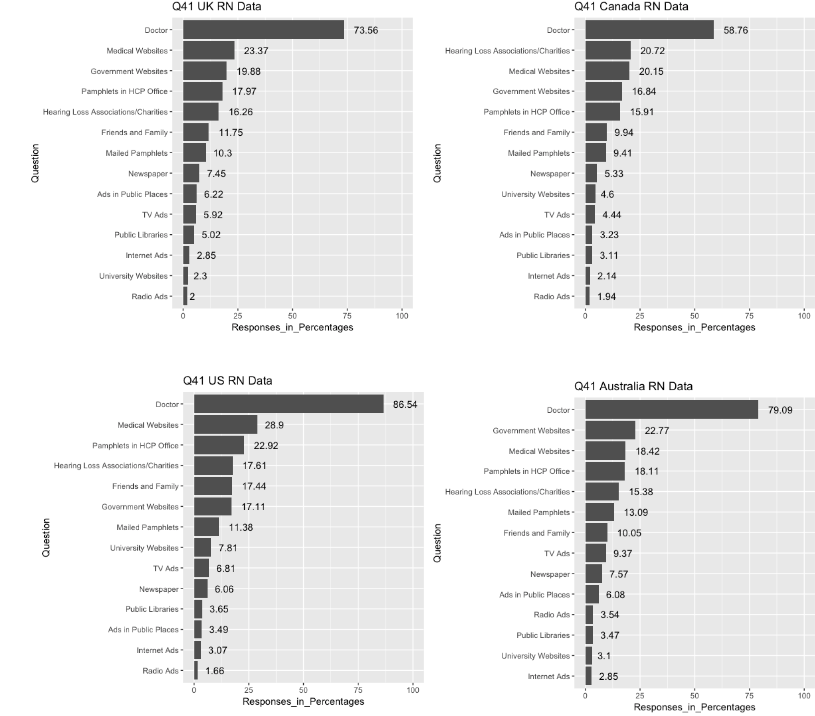 Q41 UK RN Data
Question
Doctor 73.56
Medical Websites 23.37
Government Websites 19.88
Pamphlets in HCP Office 17.97
Hearing Loss Associations/Charities 16.26
Friends and Family 11.75
Mailed Pamphlets 10.3
Newspaper 7.45
Ads in Public Places 6.22
TV Ads 5.92
Public Libraries 5.02
Internet Ads 2.85
University Websites 2.3
Radio Ads 2
0 25 50 75 100
Responses_in_Percentages
Q41 Canada RN Data
Question
Doctor 58.76
Hearing Loss Associations/Charities 20.72
Medical Websites 20.15
Government Websites 16.84
Pamphlets in HCP Office 15.91
Friends and Family 9.94
Mailed Pamphlets 9.41
Newspaper 5.33
University Websites 4.6
TV Ads 4.44
Ads in Public Places 3.23
Public Libraries 3.11
Internet Ads 2.14
Radio Ads 1.94
0 25 50 75 100
Responses_in_Percentages
Q41 US RN Data
Question
Doctor 86.54
Medical Websites 28.9
Pamphlets in HCP Office 22.92
Hearing Loss Associations/Charities 17.61
Friends and Family 17.44
Government Websites 17.11
Mailed Pamphlets 11.38
University Websites 7.81
TV Ads 6.81
Newspaper 6.06
Public Libraries 3.65
Ads in Public Places 3.49
Internet Ads 3.07
Radio Ads 1.66
0 25 50 75 100
Responses_in_Percentages
Q41 Australia RN Data
Question
Doctor 79.09
Government Websites 22.77
Medical Websites 18.42
Pamphlets in HCP Office 18.11
Hearing Loss Associations/Charities 15.38
Mailed Pamphlets 13.09
Friends and Family 10.05
TV Ads 9.37
Newspaper 7.57
Ads in Public Places 6.08
Radio Ads 3.54
Public Libraries 3.47
University Websites 3.1
Internet Ads 2.85
0 25 50 75 100
Responses_in_Percentages